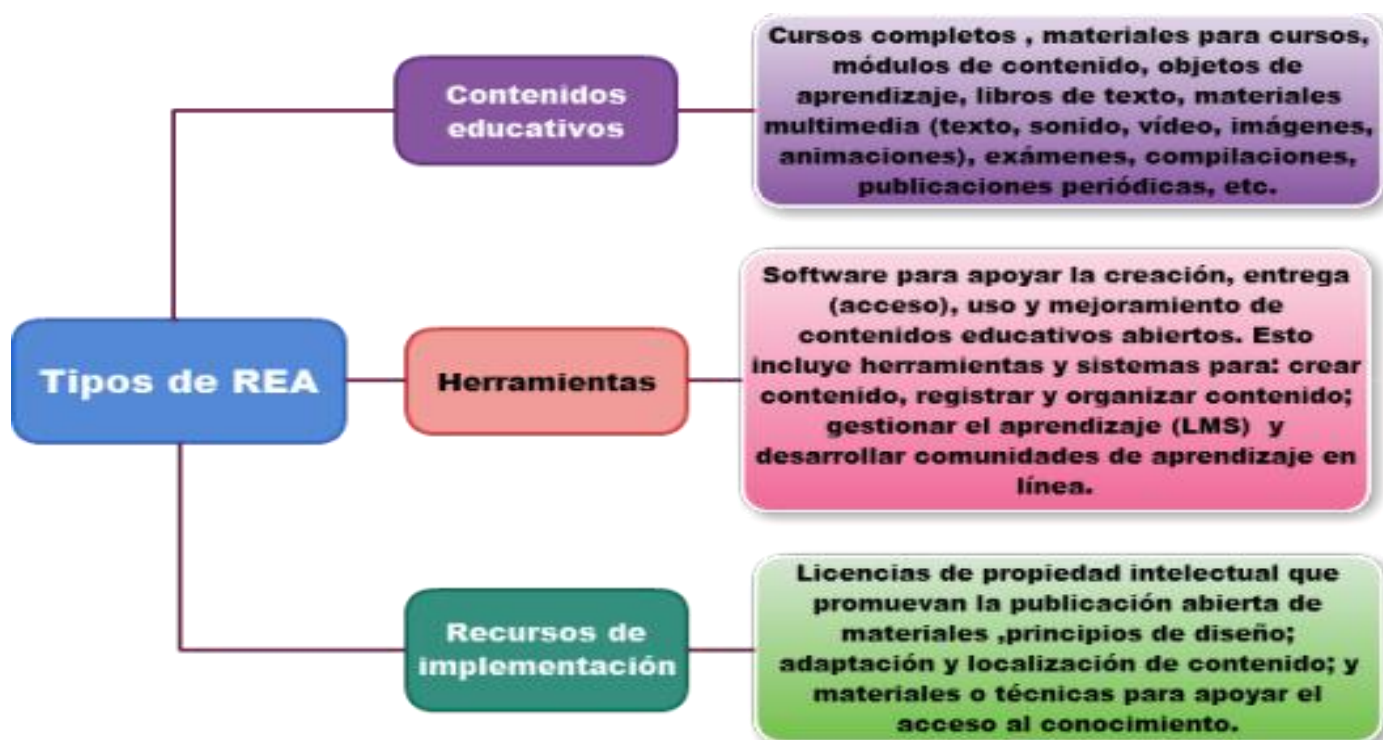 Tipos de REA
Contenidos
educativos
Cursos completos , materiales para cursos,
módulos de contenido, objetos de
aprendizaje, libros de texto, materiales
multimedia (texto, sonido, vídeo, imágenes,
animaciones), exámenes, compilaciones,
publicaciones periódicas, etc.
Herramientas
Software para apoyar la creación, entrega
(acceso), uso y mejoramiento de
contenidos educativos abiertos. Esto
incluye herramientas y sistemas para: crear
contenido, registrar y organizar contenido;
gestionar el aprendizaje (LMS) y
desarrollar comunidades de aprendizaje en
línea.
Recursos de
implementación
Licencias de propiedad intelectual que
promuevan la publicación abierta de
materiales ,principios de diseño;
adaptación y localización de contenido; y
materiales o técnicas para apoyar el
acceso al conocimiento.